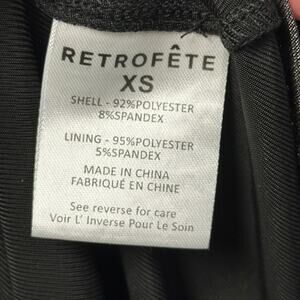 RETROFÊTE
XS
SHELL - 92%POLYESTER
8%SPANDEX
LINING - 95%POLYESTER
5%SPANDEX
MADE IN CHINA
FABRIQUÉ EN CHINE
See reverse for care
Voir L' Inverse Pour Le Soin